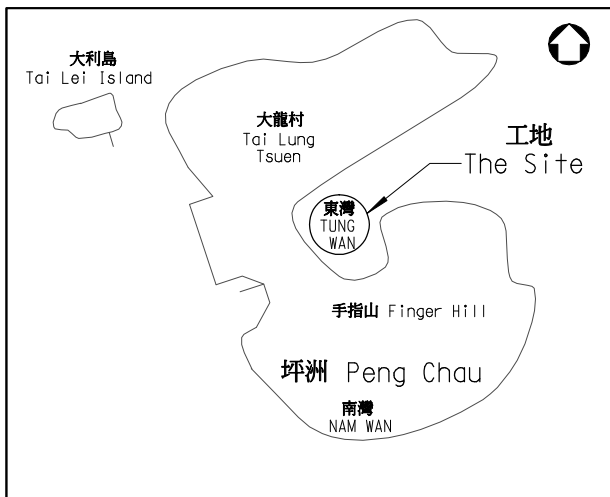 大利島
Tai Lei Island
大龍村
Tai Lung
Tsuen
工地
The Site
東灣
TUNG
WAN
手指山 Finger Hill
坪洲 Peng Chau
南灣
NAM WAN